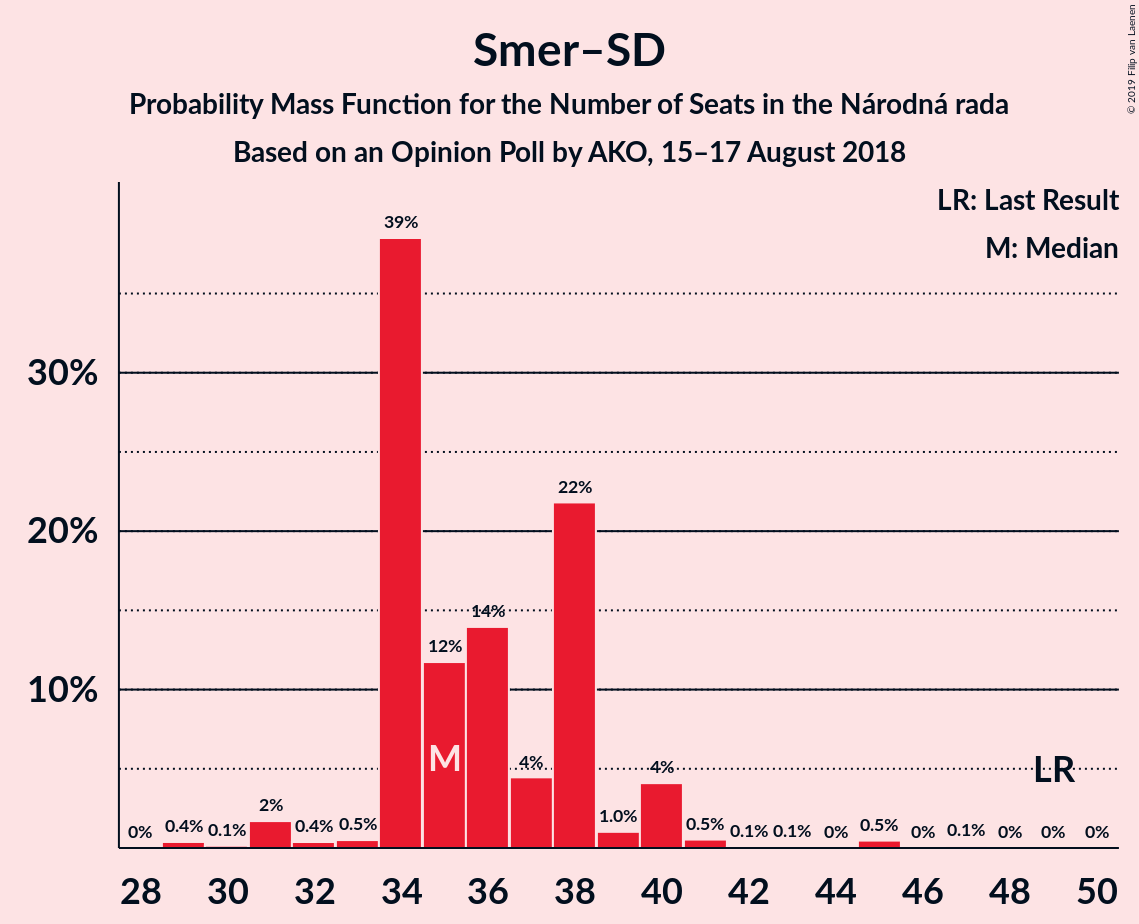 Smer–SD
Probability Mass Function for the Number of Seats in the Národná rada
Based on an Opinion Poll by AKO, 15–17 August 2018
© 2019 Filip van Laenen
LR: Last Result
M: Median
39%
30%
22%
20%
14%
12%
10%
M
4%
4%
LR
2%
0% 0.4% 0.1% 0.4% 0.5% 1.0% 0.5% 0.1% 0.1% 0% 0.5% 0% 0.1% 0% 0% 0%
28 30 32 34 36 38 40 42 44 46 48 50